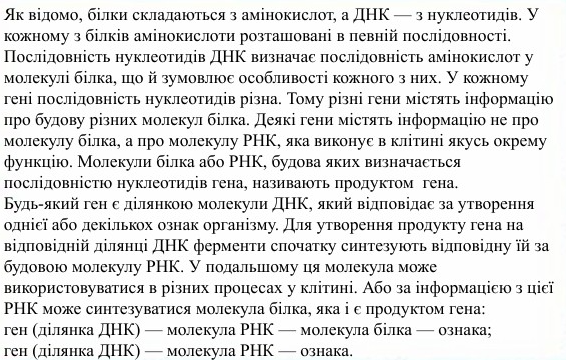 Як відомо, білки складаються з амінокислот, а ДНК — з нуклеотидів. У
кожному з білків амінокислоти розташовані в певній послідовності.
Послідовність нуклеотидів ДНК визначає послідовність амінокислот у
молекулі білка, що й зумовлює особливості кожного з них. У кожному
гені послідовність нуклеотидів різна. Тому різні гени містять інформацію
про будову різних молекул білка. Деякі гени містять інформацію не про
молекулу білка, а про молекулу РНК, яка виконує в клітині якусь окрему
функцію. Молекули білка або РНК, будова яких визначається
послідовністю нуклеотидів гена, називають продуктом  гена.
Будь-який ген є ділянкою молекули ДНК, який відповідає за утворення
однієї або декількох ознак організму. Для утворення продукту гена на
відповідній ділянці ДНК ферменти спочатку синтезують відповідну їй за
будовою молекулу РНК. У подальшому ця молекула може
використовуватися в різних процесах у клітині. Або за інформацією з цієї
РНК може синтезуватися молекула білка, яка і є продуктом гена:
ген (ділянка ДНК) — молекула РНК — молекула білка — ознака;
ген (ділянка ДНК) — молекула РНК — ознака.